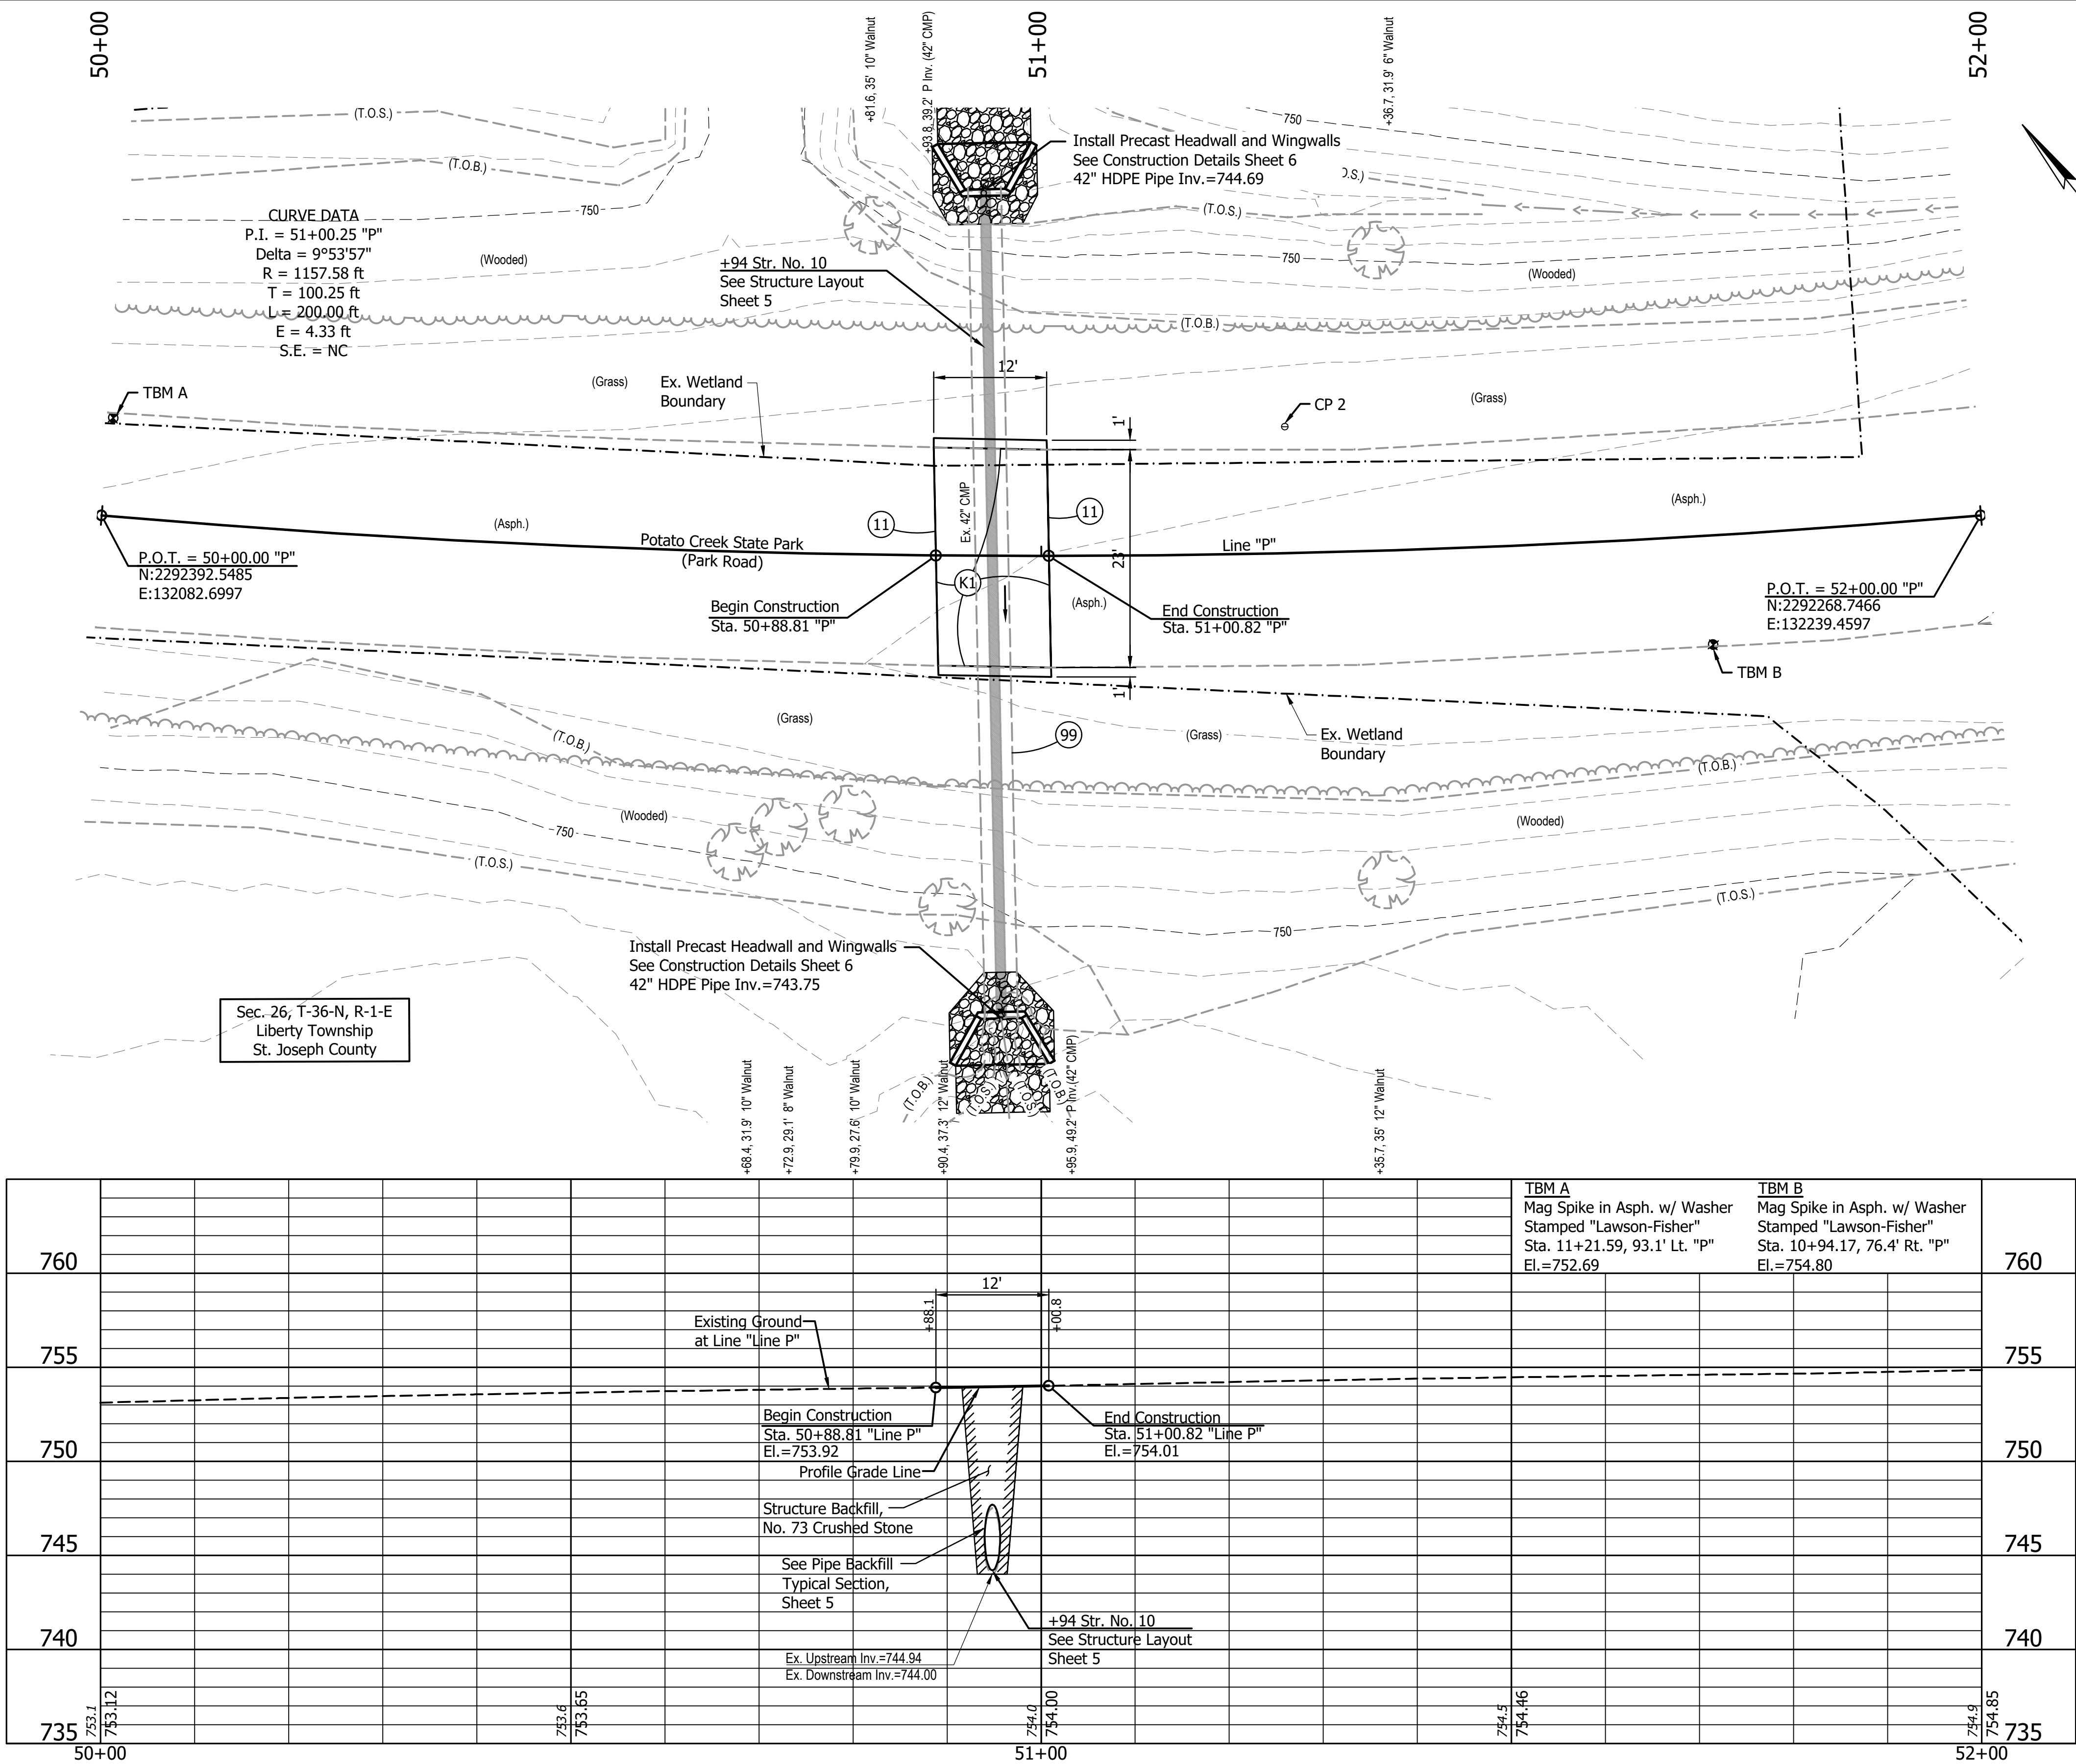 50+00
51+00
52+00
+81.6, 35' 10" Walnut
+93.8, 39.2' P Inv. (42" CMP)
+36.7, 31.9' 6" Walnut
(T.O.S.)
(T.O.B.)
750
750
Install Precast Headwall and Wingwalls
See Construction Details Sheet 6
42" HDPE Pipe Inv.=744.69
O.S.)
(T.O.S.)
CURVE DATA
P.I. = 51+00.25 "P"
Delta = 9°53'57"
R = 1157.58 ft
T = 100.25 ft
L = 200.00 ft
E = 4.33 ft
S.E. = NC
(Wooded)
+94 Str. No. 10
See Structure Layout
Sheet 5
750
(Wooded)
(T.O.B.)
12'
TBM A
(Grass)
Ex. Wetland
Boundary
1'
CP 2
(Grass)
Ex. 42" CMP
11
11
(Asph.)
(Asph.)
Potato Creek State Park
(Park Road)
Line "P"
23'
P.O.T. = 50+00.00 "P"
N:2292392.5485
E:132082.6997
K1
(Asph.)
Begin Construction
Sta. 50+88.81 "P"
End Construction
Sta. 51+00.82 "P"
P.O.T. = 52+00.00 "P"
N:2292268.7466
E:132239.4597
TBM B
1'
(Grass)
99
(Grass)
Ex. Wetland
Boundary
(T.O.B.)
(T.O.B.)
(Wooded)
(Wooded)
750
(T.O.S.)
(T.O.S.)
750
Install Precast Headwall and Wingwalls
See Construction Details Sheet 6
42" HDPE Pipe Inv.=743.75
Sec. 26, T-36-N, R-1-E
Liberty Township
St. Joseph County
(T.O.B.)
(T.O.S.)
(T.O.S.)
(T.O.B.)
+68.4, 31.9' 10" Walnut
+72.9, 29.1' 8" Walnut
+79.9, 27.6' 10" Walnut
+90.4, 37.3' 12" Walnut
+95.9, 49.2' P Inv.(42" CMP)
+35.7, 35' 12" Walnut
TBM A
Mag Spike in Asph. w/ Washer
Stamped "Lawson-Fisher"
Sta. 11+21.59, 93.1' Lt. "P"
El.=752.69
TBM B
Mag Spike in Asph. w/ Washer
Stamped "Lawson-Fisher"
Sta. 10+94.17, 76.4' Rt. "P"
El.=754.80
760
760
12'
+88.1
+00.8
Existing Ground
at Line "Line P"
755
755
Begin Construction
Sta. 50+88.81 "Line P"
El.=753.92
End Construction
Sta. 51+00.82 "Line P"
El.=754.01
750
750
Profile Grade Line
Structure Backfill,
No. 73 Crushed Stone
745
745
See Pipe Backfill
Typical Section,
Sheet 5
+94 Str. No. 10
See Structure Layout
Sheet 5
740
740
Ex. Upstream Inv.=744.94
Ex. Downstream Inv.=744.00
735
735
753.1
753.12
753.6
753.65
754.0
754.00
754.5
754.46
754.9
754.85
50+00
51+00
52+00